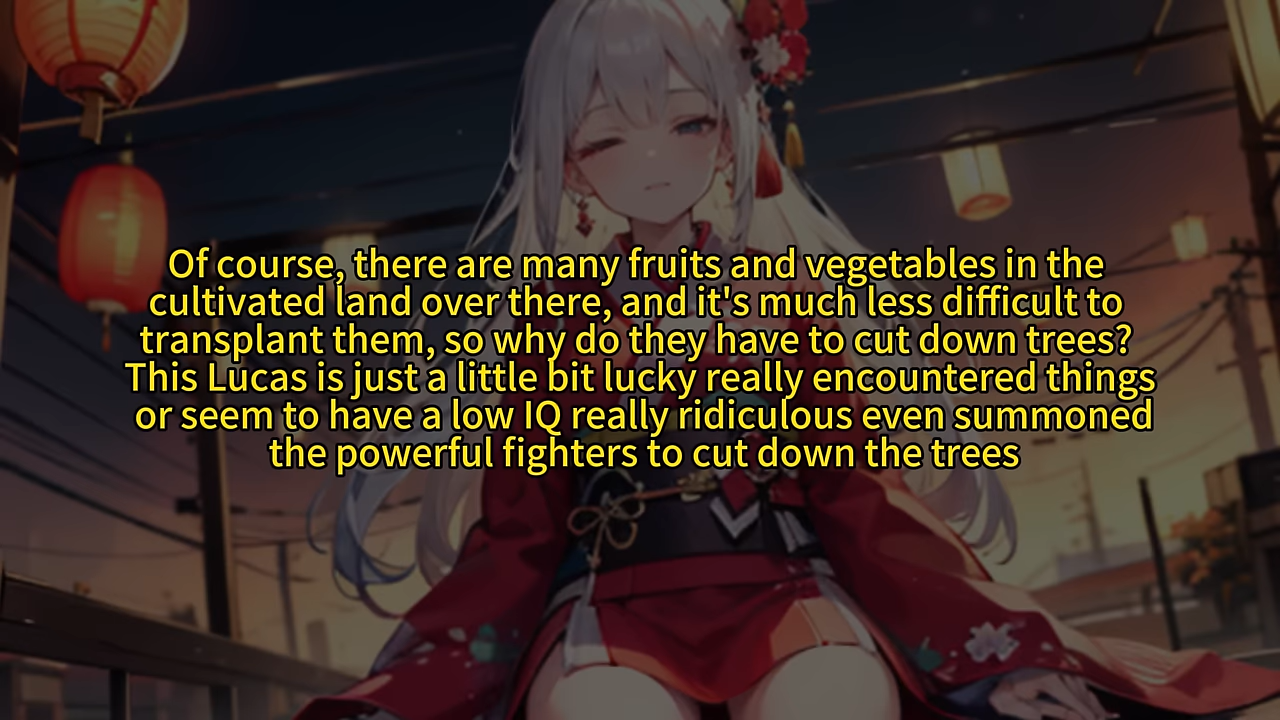 Of course, there are many fruits and vegetables in the
cultivated land over there, and it's much less difficult to
transplant them, so why do they have to cut down trees?
This Lucas is just a little bit lucky really encountered things
or seem to have a low IQ really ridiculous even summoned
the powerful fighters to cut down the trees